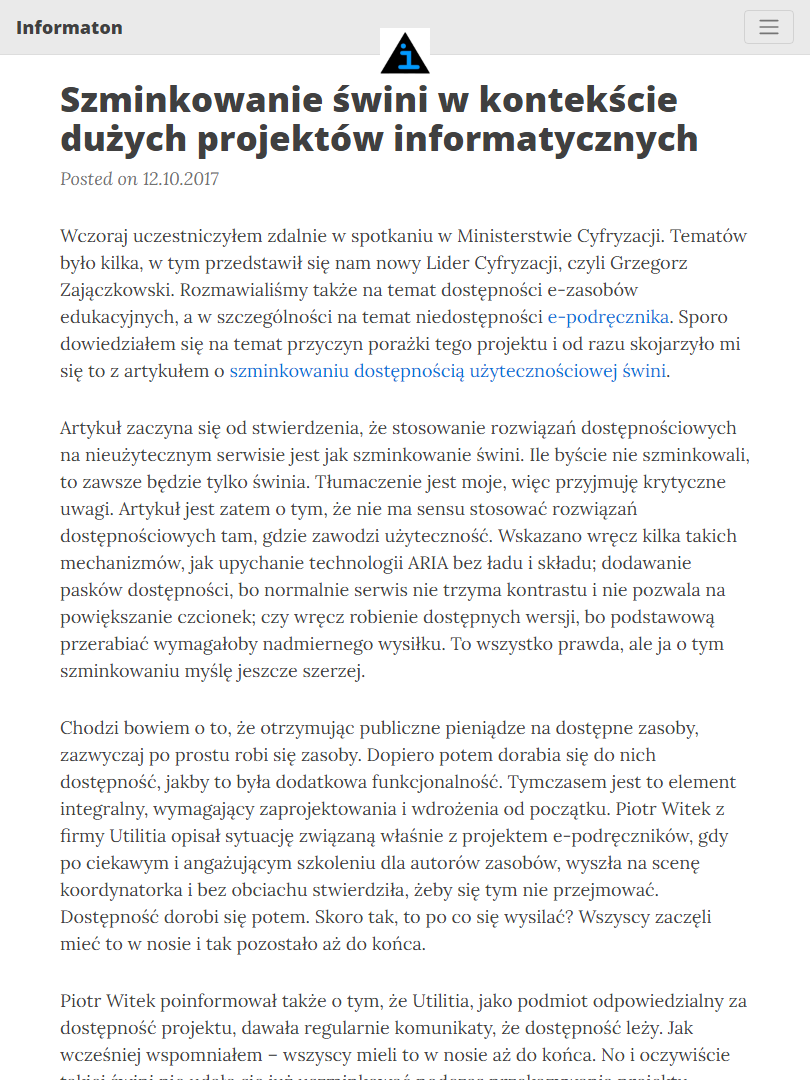 Informaton
i
Szminkowanie świni w kontekście
dużych projektów informatycznych
Posted on 12.10.2017
Wczoraj uczestniczyłem zdalnie w spotkaniu w Ministerstwie Cyfryzacji. Tematów
było kilka, w tym przedstawił się nam nowy Lider Cyfryzacji, czyli Grzegorz
Zajączkowski. Rozmawialiśmy także na temat dostępności e-zasobów
edukacyjnych, a w szczególności na temat niedostępności e-podręcznika. Sporo
dowiedziałem się na temat przyczyn porażki tego projektu i od razu skojarzyło mi
się to z artykułem o szminkowaniu dostępnością użytecznościowej świni.
Artykuł zaczyna się od stwierdzenia, że stosowanie rozwiązań dostępnościowych
na nieużytecznym serwisie jest jak szminkowanie świni. Ile byście nie szminkowali,
to zawsze będzie tylko świnia. Tłumaczenie jest moje, więc przyjmuję krytyczne
uwagi. Artykuł jest zatem o tym, że nie ma sensu stosować rozwiązań
dostępnościowych tam, gdzie zawodzi użyteczność. Wskazano wręcz kilka takich
mechanizmów, jak upychanie technologii ARIA bez ładu i składu; dodawanie
pasków dostępności, bo normalnie serwis nie trzyma kontrastu i nie pozwala na
powiększanie czcionek; czy wręcz robienie dostępnych wersji, bo podstawową
przerabiać wymagałoby nadmiernego wysiłku. To wszystko prawda, ale ja o tym
szminkowaniu myślę jeszcze szerzej.
Chodzi bowiem o to, że otrzymując publiczne pieniądze na dostępne zasoby,
zazwyczaj po prostu robi się zasoby. Dopiero potem dorabia się do nich
dostępność, jakby to była dodatkowa funkcjonalność. Tymczasem jest to element
integralny, wymagający zaprojektowania i wdrożenia od początku. Piotr Witek z
firmy Utilitia opisał sytuację związaną właśnie z projektem e-podręczników, gdy
po ciekawym i angażującym szkoleniu dla autorów zasobów, wyszła na scenę
koordynatorka i bez obciachu stwierdziła, żeby się tym nie przejmować.
Dostępność dorobi się potem. Skoro tak, to po co się wysilać? Wszyscy zaczęli
mieć to w nosie i tak pozostało aż do końca.
Piotr Witek poinformował także o tym, że Utilitia, jako podmiot odpowiedzialny za
dostępność projektu, dawała regularnie komunikaty, że dostępność leży. Jak
wcześniej wspomniałem – wszyscy mieli to w nosie aż do końca. No i oczywiście